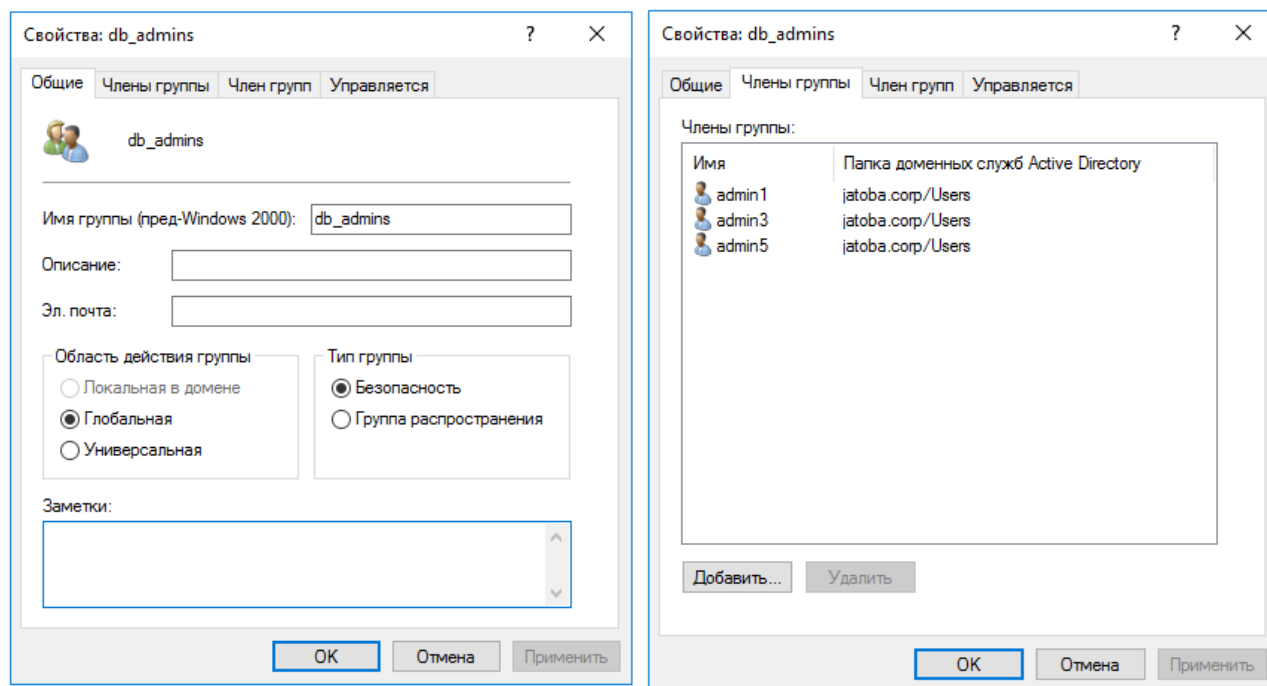 Свойства: db_admins
Общие Члены группы Член групп Управляется
db_admins
Имя группы (пред-Windows 2000): db_admins
Описание:
Эл. почта:
Область действия группы
Локальная в домене
Глобальная
Универсальная
Тип группы
Безопасность
Группа распространения
Заметки:
OK Отмена Применить
Свойства: db_admins
Общие Члены группы Член групп Управляется
Члены группы:
Имя Папка доменных служб Active Directory
admin1 jatoba.corp/Users
admin3 jatoba.corp/Users
admin5 jatoba.corp/Users
Добавить... Удалить
OK Отмена Применить